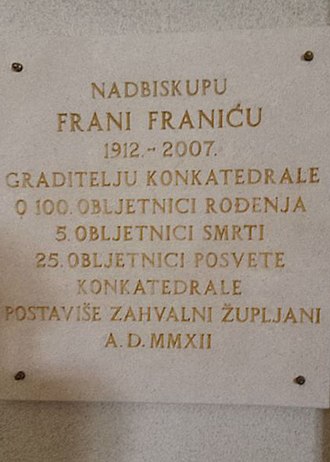 NADBISKUPU
FRANI FRANIĆU
1912.-2007.
GRADITELJU KONKATEDRALE
O 100. OBLJETNICI ROĐENJA
5. OBLJETNICI SMRTI
25. OBLJETNICI POSVETE
KONKATEDRALE
POSTAVIŠE ZAHVALNI ŽUPLJANI
A. D. MMXII